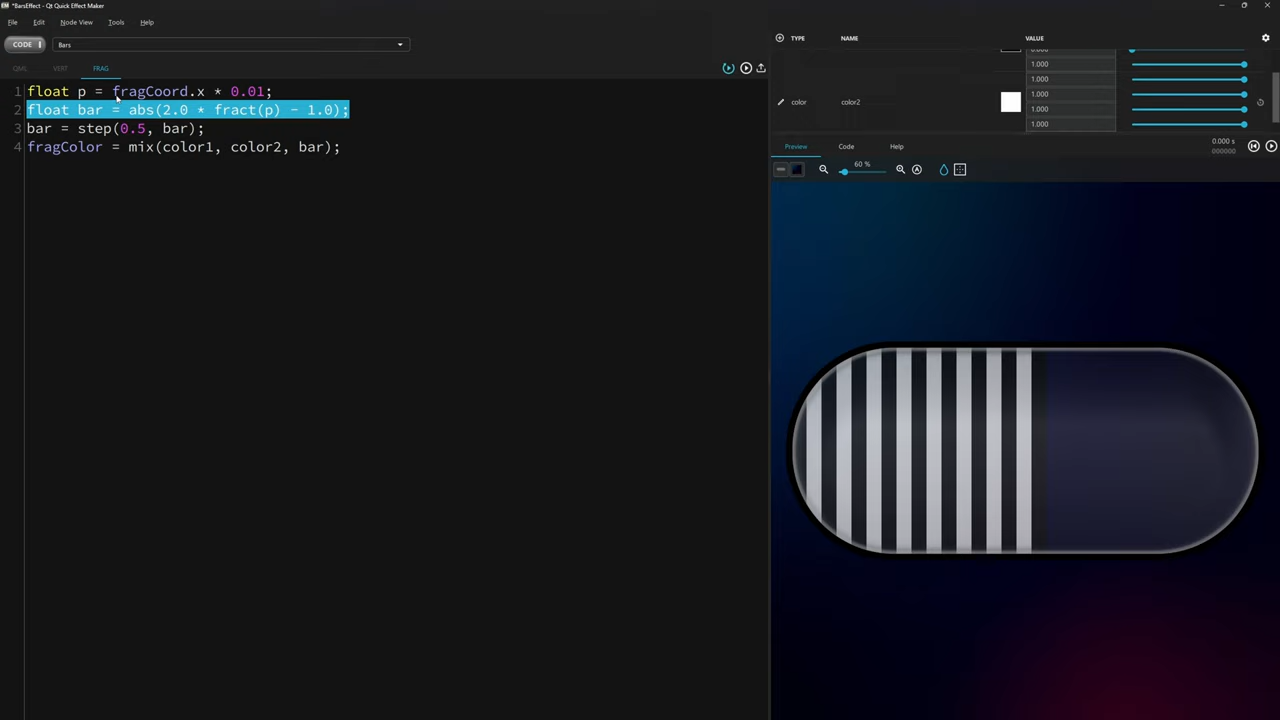 *BarsEffect - Qt Quick Effect Maker
File Edit Node View Tools Help
CODE Bars
QML VERT FRAG
1 float p = fragCoord.x * 0.01;
2 float bar = abs(2.0 * fract(p) - 1.0);
3 bar = step(0.5, bar);
4 fragColor = mix(color1, color2, bar);
TYPE NAME VALUE
1.000
1.000
1.000
color color2
1.000
1.000
Preview Code Help
0.000 s
000000
60 %